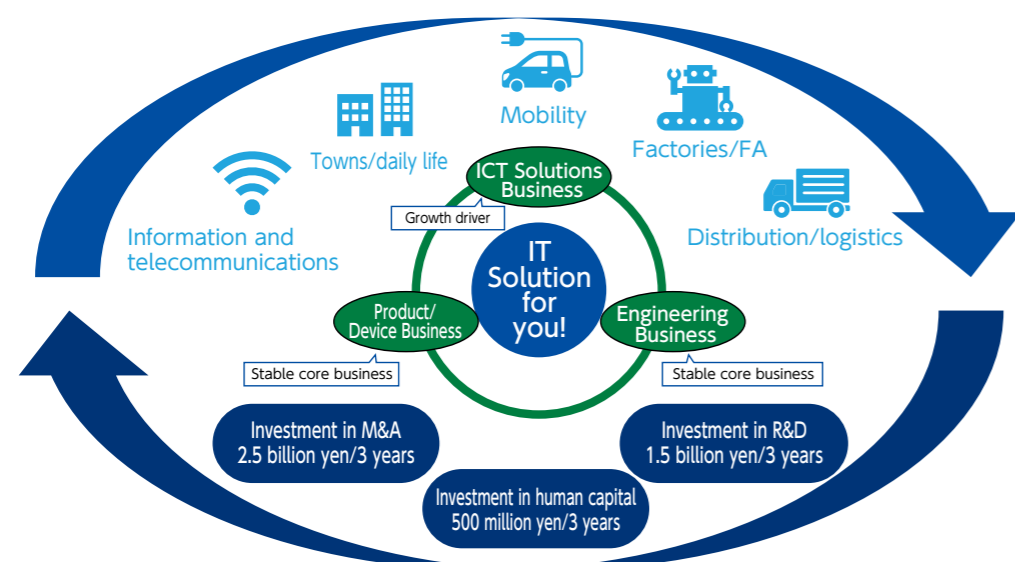 Mobility
Towns/daily life
Factories/FA
Information and
telecommunications
Distribution/logistics
ICT Solutions
Business
Growth driver
IT
Solution
for
you!
Product/
Device Business
Stable core business
Engineering
Business
Stable core business
Investment in M&A
2.5 billion yen/3 years
Investment in R&D
1.5 billion yen/3 years
Investment in human capital
500 million yen/3 years